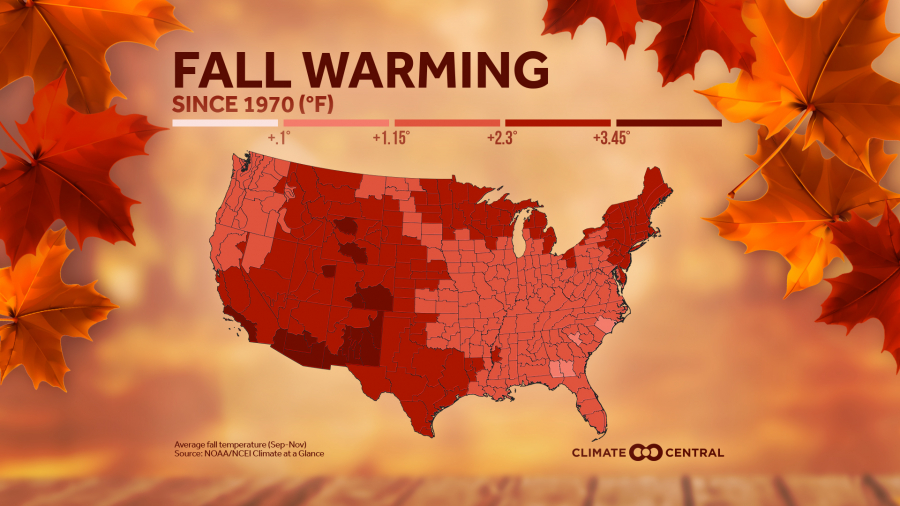 FALL WARMING
SINCE 1970 (°F)
+.1° +1.15° +2.3° +3.45°
Average fall temperature (Sep-Nov)
Source: NOAA/NCEI Climate at a Glance
CLIMATE CENTRAL